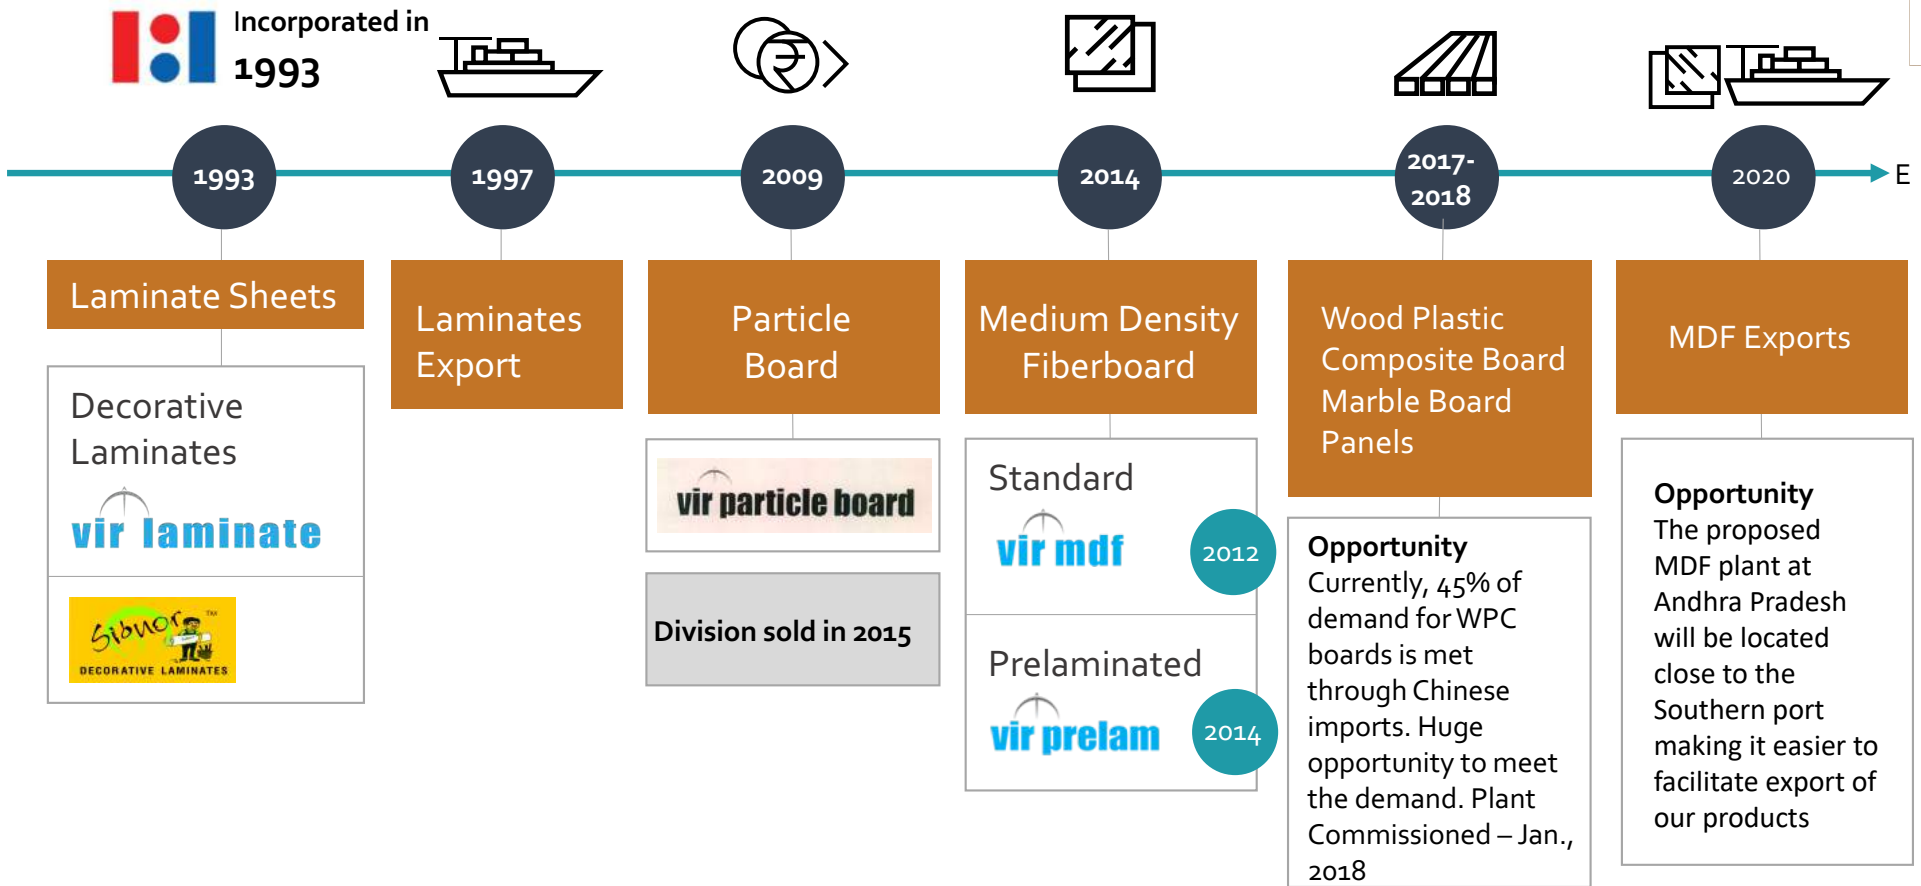 Incorporated in
1993
1993
1997
2009
2014
2017-
2018
2020
E
Laminate Sheets
Decorative
Laminates
vir laminate
Sibnor™
DECORATIVE LAMINATES
Laminates
Export
Particle
Board
vir particle board
Division sold in 2015
Medium Density
Fiberboard
Standard
vir mdf
2012
Prelaminated
vir prelam
2014
Wood Plastic
Composite Board
Marble Board
Panels
Opportunity
Currently, 45% of
demand for WPC
boards is met
through Chinese
imports. Huge
opportunity to meet
the demand. Plant
Commissioned – Jan.,
2018
MDF Exports
Opportunity
The proposed
MDF plant at
Andhra Pradesh
will be located
close to the
Southern port
making it easier to
facilitate export of
our products